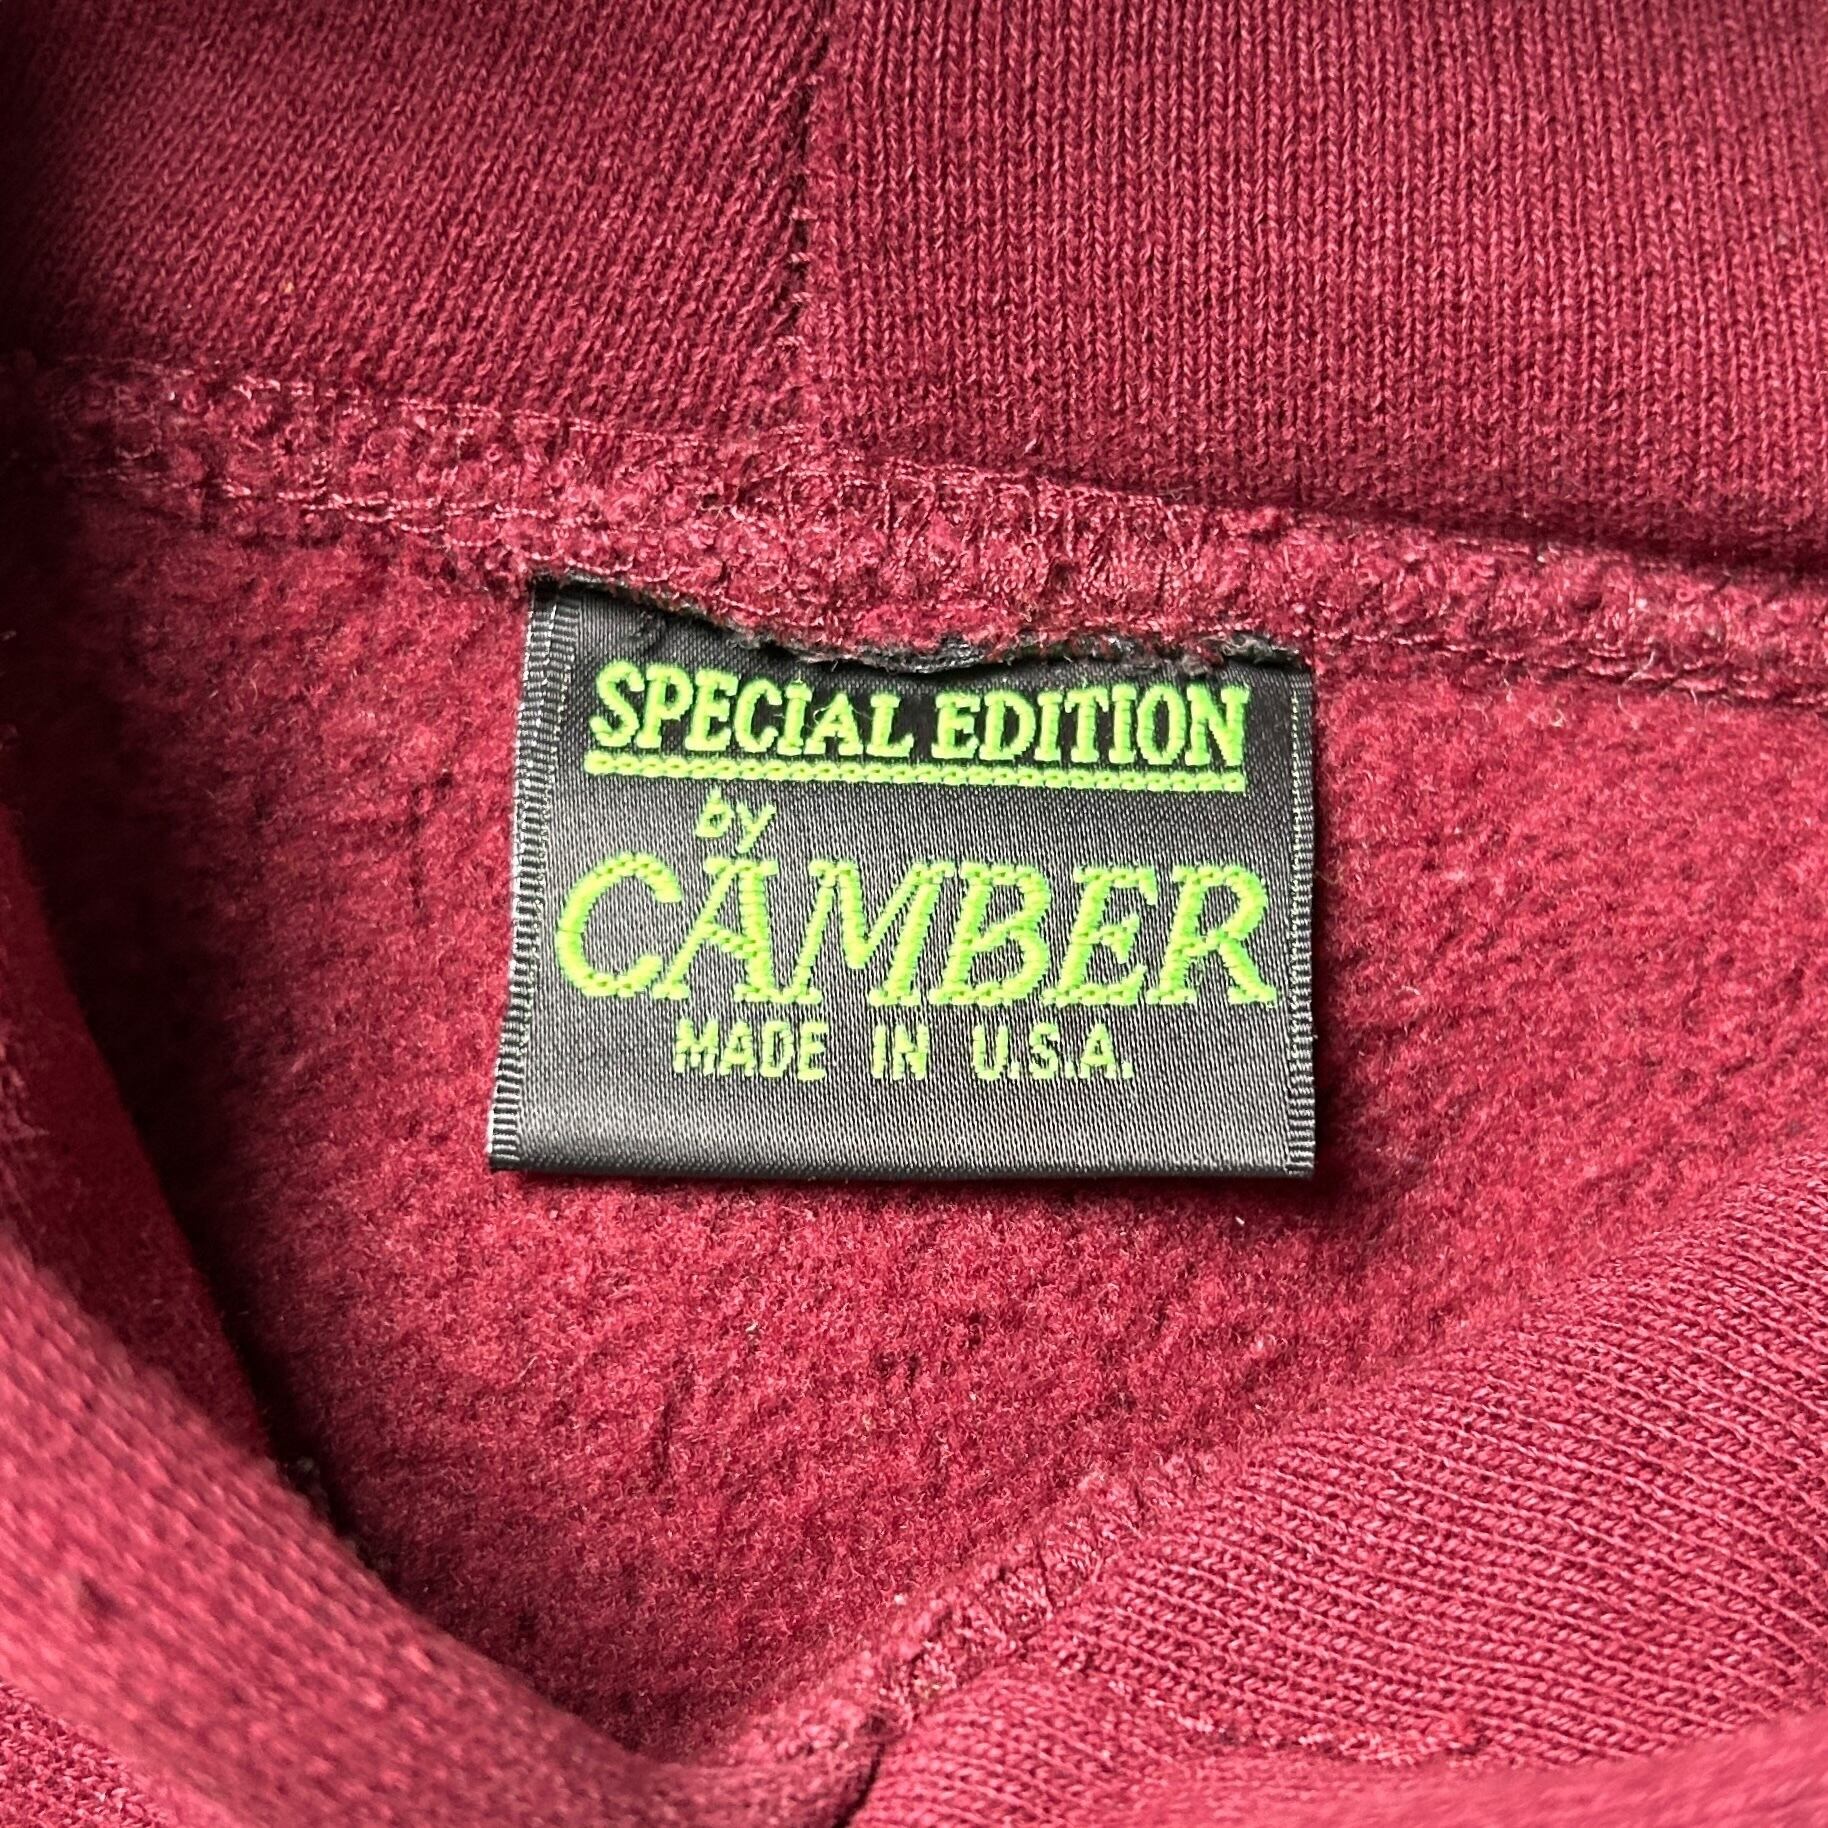 SPECIAL EDITION
by
CAMBER
MADE IN U.S.A.